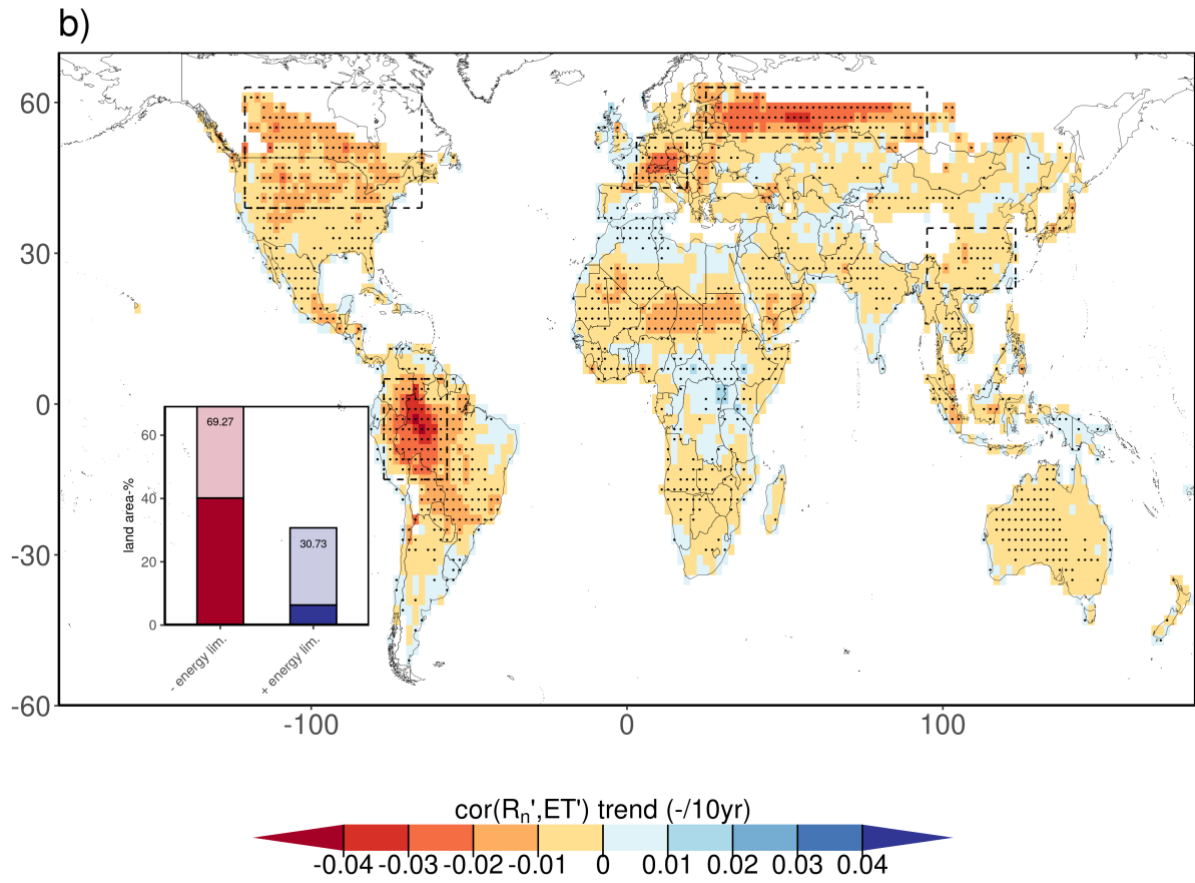 b)
60
30
0
-30
-60
-100
0
100
land area-%
60
40
20
0
69.27
30.73
- energy lim.
+ energy lim.
cor(Rn',ET') trend (-/10yr)
-0.04 -0.03 -0.02 -0.01 0 0.01 0.02 0.03 0.04